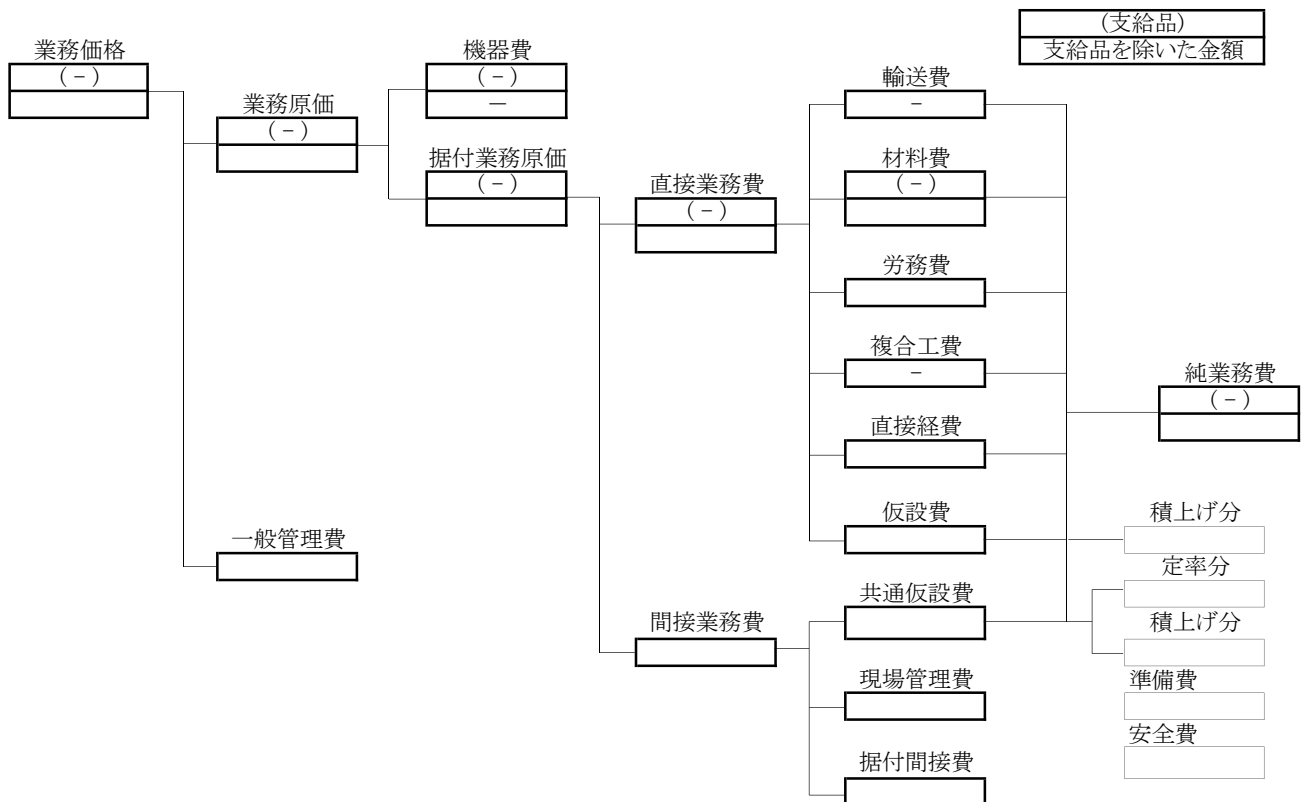 (支給品)
支給品を除いた金額
業務価格
(-)
業務原価
(-)
機器費
(-)
―
据付業務原価
(-)
直接業務費
(-)
輸送費
-
材料費
(-)
労務費
複合工費
-
直接経費
仮設費
純業務費
(-)
積上げ分
一般管理費
間接業務費
共通仮設費
定率分
積上げ分
準備費
安全費
現場管理費
据付間接費